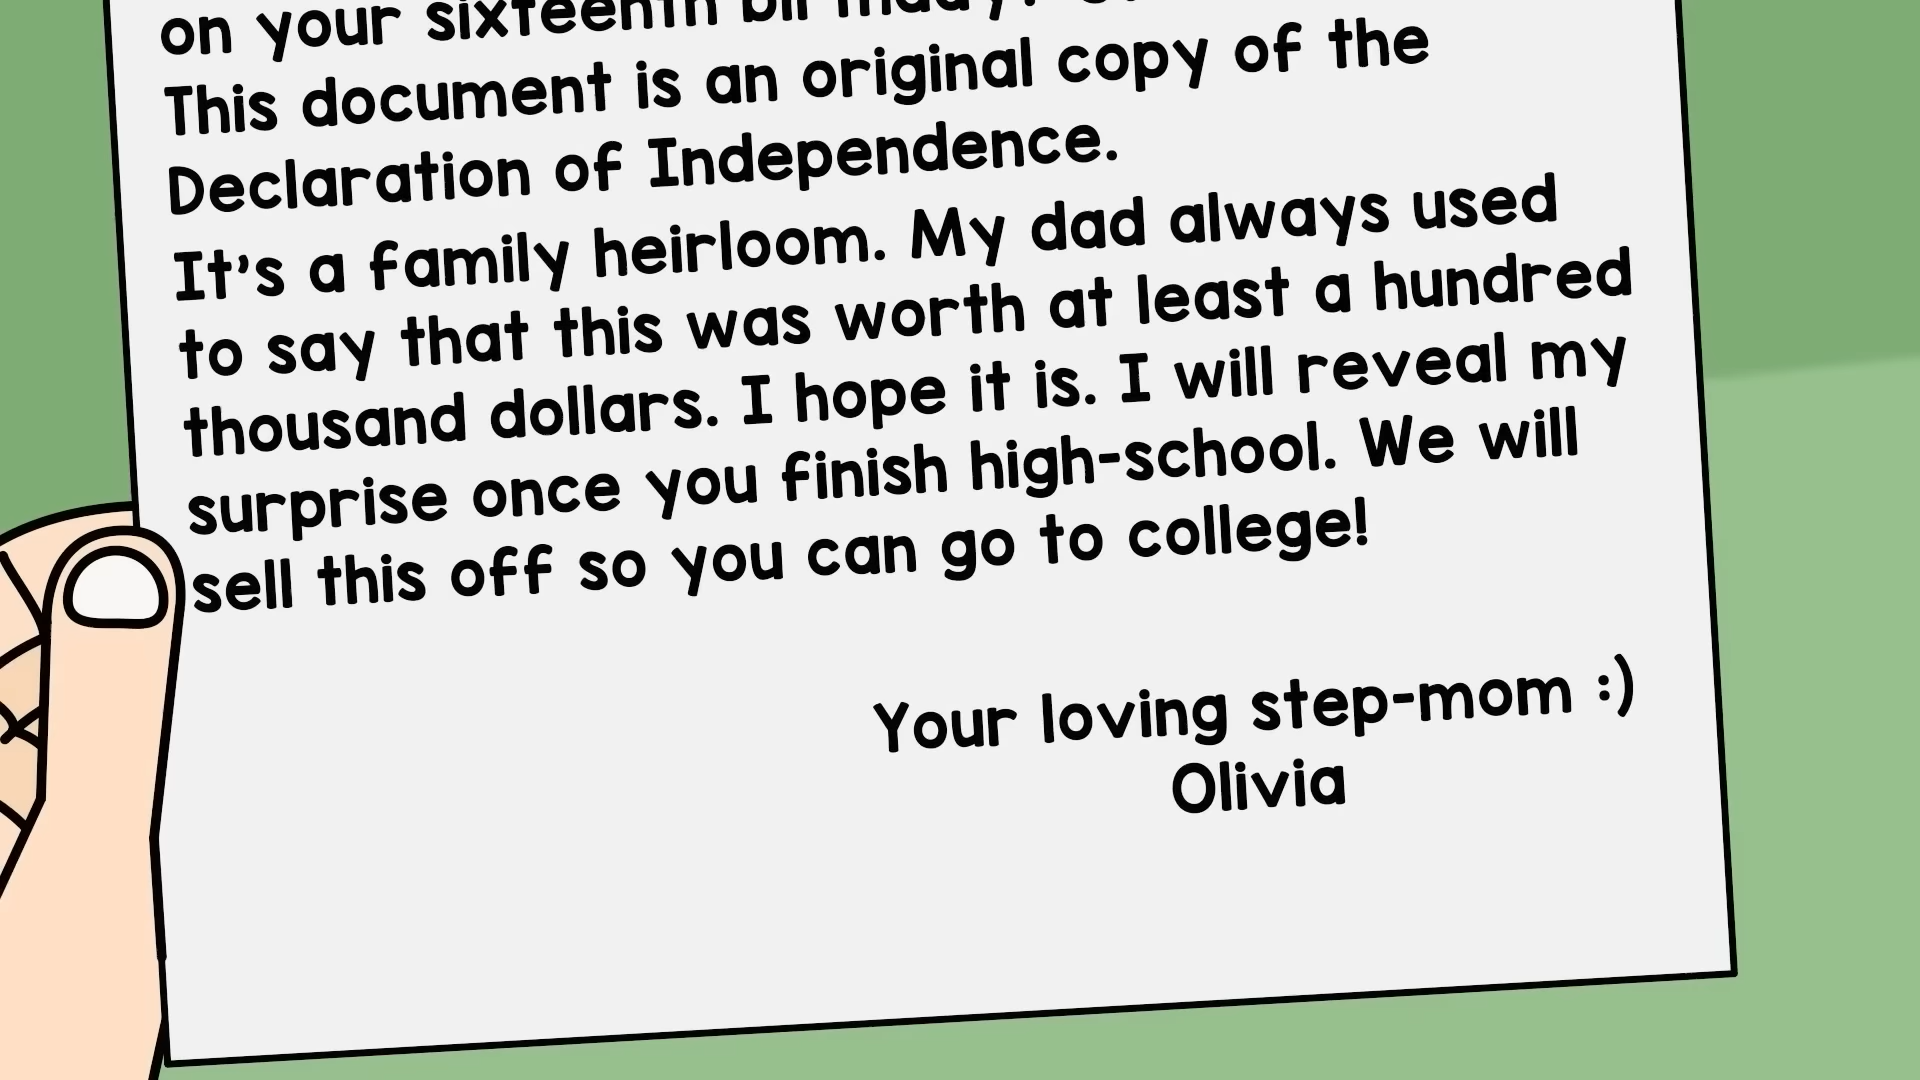 on your sixteenth birthday!
This document is an original copy of the
Declaration of Independence.
It's a family heirloom. My dad always used
to say that this was worth at least a hundred
thousand dollars. I hope it is. I will reveal my
surprise once you finish high-school. We will
sell this off so you can go to college!
Your loving step-mom :)
Olivia